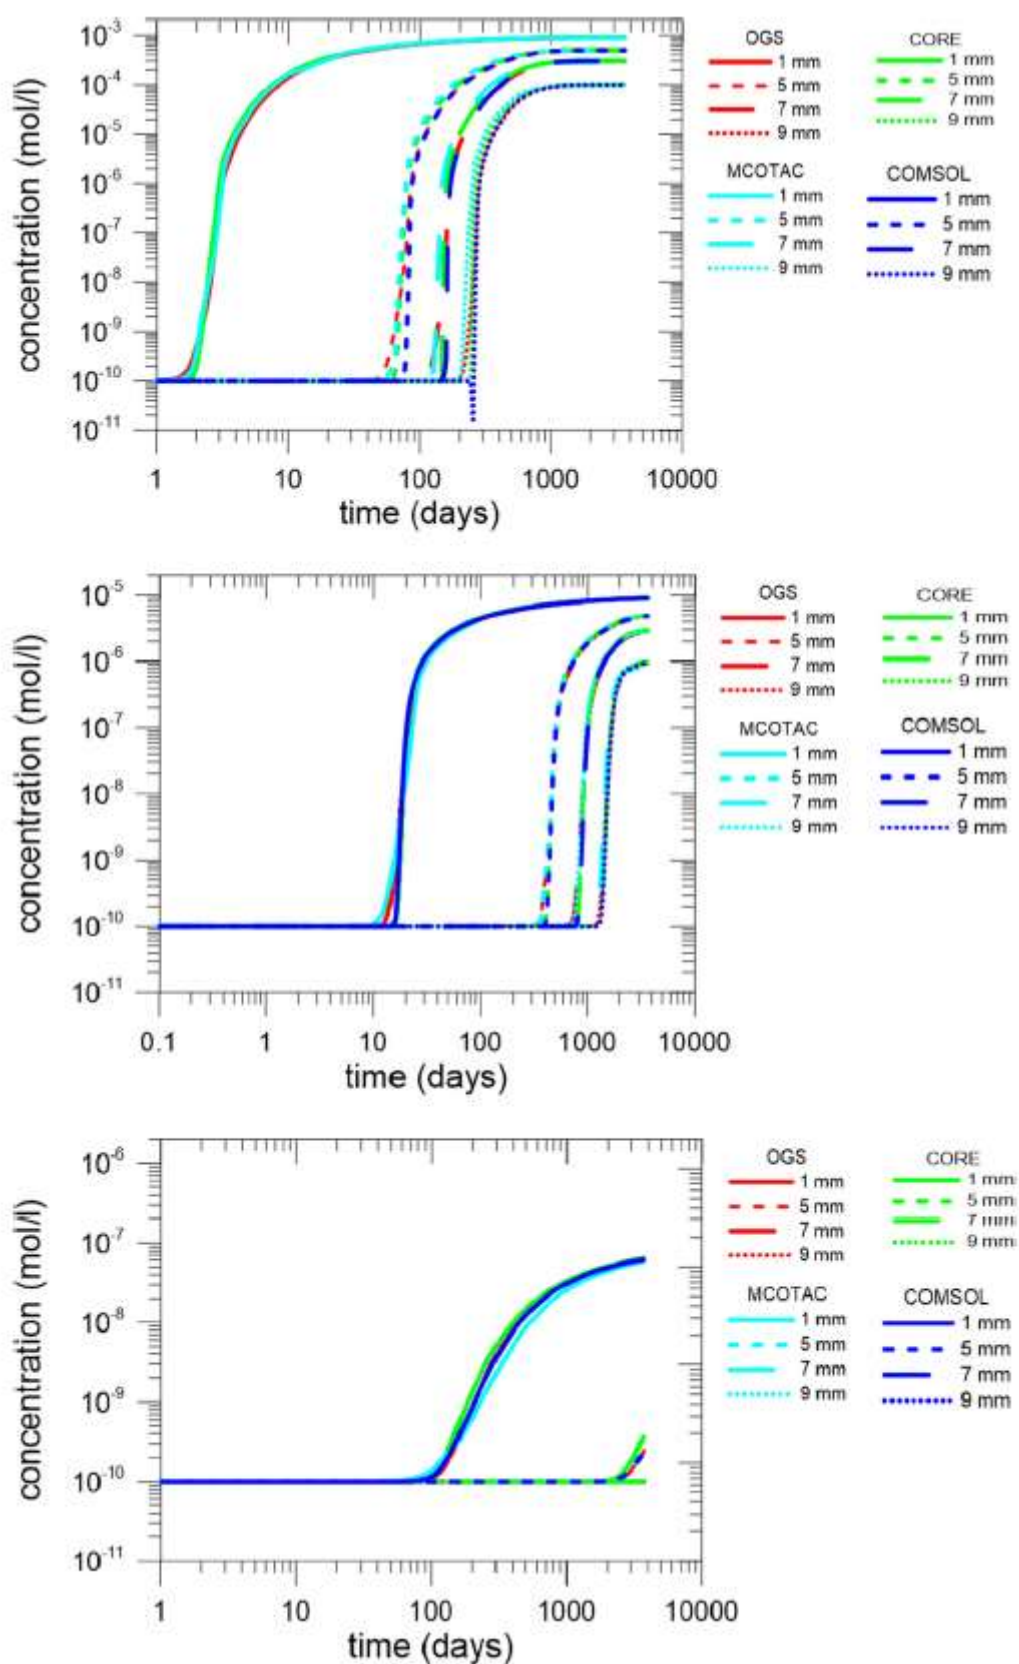 10-3
10-4
10-5
10-6
10-7
10-8
10-9
10-10
10-11
concentration (mol/l)
1 10 100 1000 10000
time (days)
OGS
1 mm
5 mm
7 mm
9 mm
CORE
1 mm
5 mm
7 mm
9 mm
MCOTAC
1 mm
5 mm
7 mm
9 mm
COMSOL
1 mm
5 mm
7 mm
9 mm
10-5
10-6
10-7
10-8
10-9
10-10
10-11
concentration (mol/l)
0.1 1 10 100 1000 10000
time (days)
OGS
1 mm
5 mm
7 mm
9 mm
CORE
1 mm
5 mm
7 mm
9 mm
MCOTAC
1 mm
5 mm
7 mm
9 mm
COMSOL
1 mm
5 mm
7 mm
9 mm
10-6
10-7
10-8
10-9
10-10
10-11
concentration (mol/l)
1 10 100 1000 10000
time (days)
OGS
1 mm
5 mm
7 mm
9 mm
CORE
1 mm
5 mm
7 mm
9 mm
MCOTAC
1 mm
5 mm
7 mm
9 mm
COMSOL
1 mm
5 mm
7 mm
9 mm